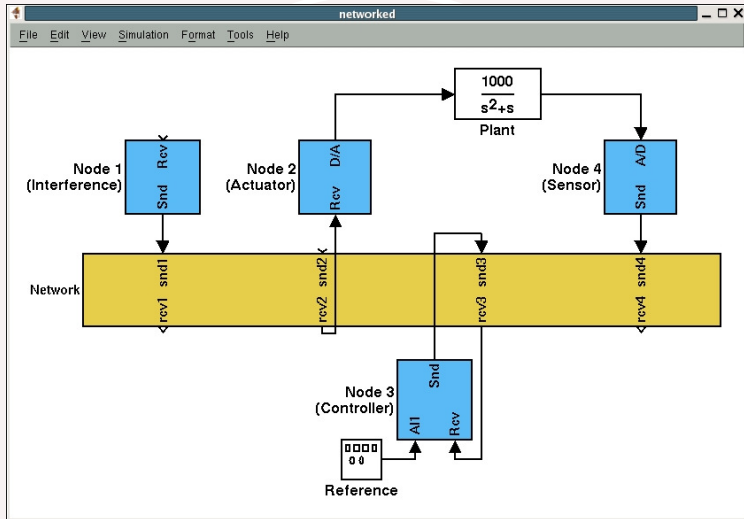 networked
File Edit View Simulation Format Tools Help
1000
s²+s
Plant
Node 1
(Interference)
Rcv
Snd
Node 2
(Actuator)
D/A
Rcv
Node 4
(Sensor)
A/D
Snd
Network
snd1
snd2
snd3
snd4
rcv1
rcv2
rcv3
rcv4
Node 3
(Controller)
Snd
AI1
Rcv
Reference